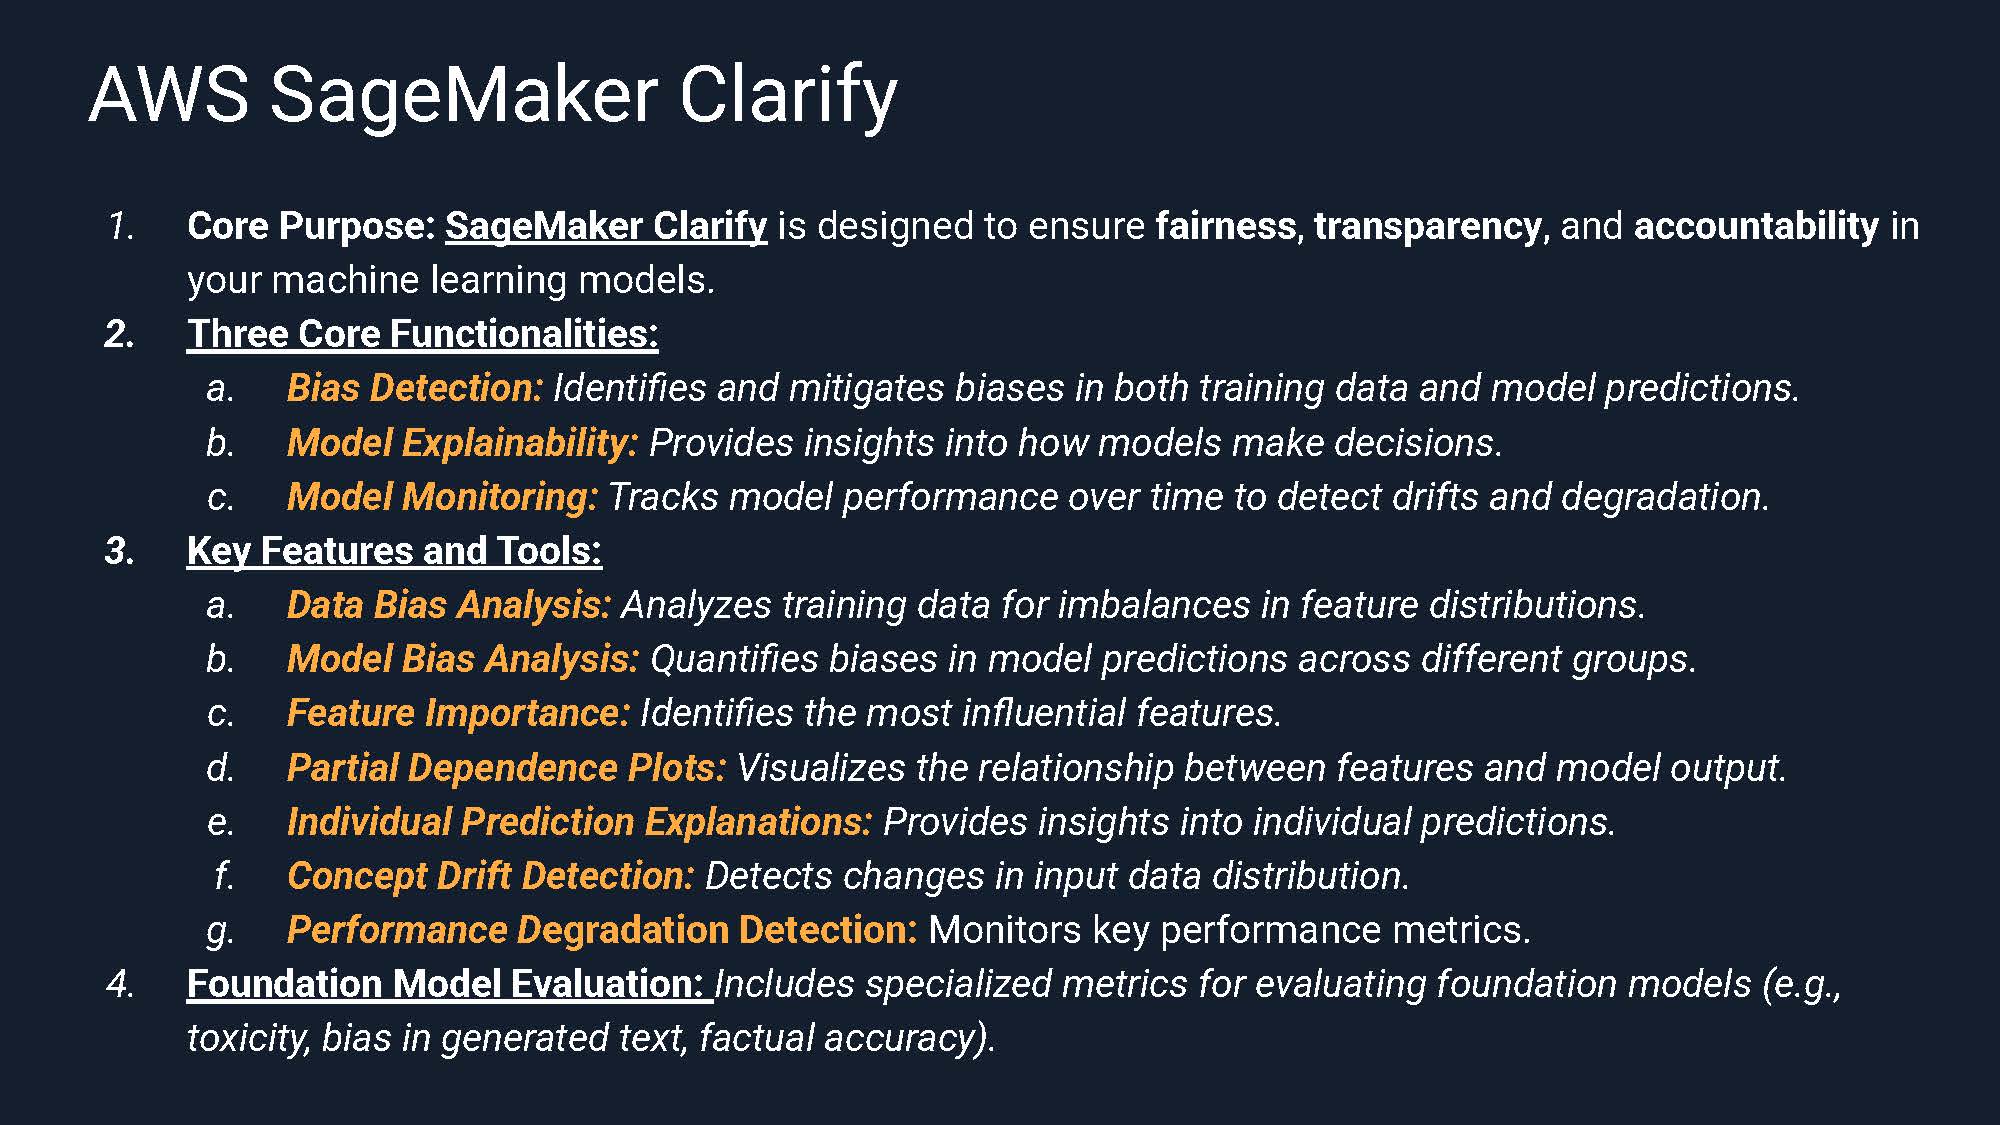 AWS SageMaker Clarify
1. Core Purpose: SageMaker Clarify is designed to ensure fairness, transparency, and accountability in
your machine learning models.
2. Three Core Functionalities:
a. Bias Detection: Identifies and mitigates biases in both training data and model predictions.
b. Model Explainability: Provides insights into how models make decisions.
c. Model Monitoring: Tracks model performance over time to detect drifts and degradation.
3. Key Features and Tools:
a. Data Bias Analysis: Analyzes training data for imbalances in feature distributions.
b. Model Bias Analysis: Quantifies biases in model predictions across different groups.
c. Feature Importance: Identifies the most influential features.
d. Partial Dependence Plots: Visualizes the relationship between features and model output.
e. Individual Prediction Explanations: Provides insights into individual predictions.
f. Concept Drift Detection: Detects changes in input data distribution.
g. Performance Degradation Detection: Monitors key performance metrics.
4. Foundation Model Evaluation: Includes specialized metrics for evaluating foundation models (e.g.,
toxicity, bias in generated text, factual accuracy).